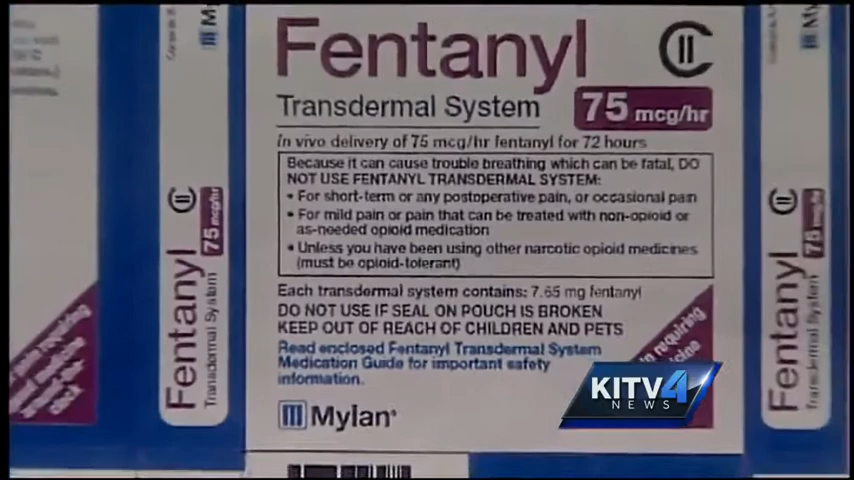 Fentanyl
CII
Transdermal System
75 mcg/hr
in vivo delivery of 75 mcg/hr fentanyl for 72 hours
Because it can cause trouble breathing which can be fatal, DO
NOT USE FENTANYL TRANSDERMAL SYSTEM:
• For short-term or any postoperative pain, or occasional pain
• For mild pain or pain that can be treated with non-opioid or
as-needed opioid medication
• Unless you have been using other narcotic opioid medicines
(must be opioid-tolerant)
Each transdermal system contains: 7.65 mg fentanyl
DO NOT USE IF SEAL ON POUCH IS BROKEN
KEEP OUT OF REACH OF CHILDREN AND PETS
Read enclosed Fentanyl Transdermal System
Medication Guide for important safety
information.
Mylan®
in requiring
Fentanyl
Transdermal System
75 mcg/hr
CII
My
Fentanyl
Transdermal System
75 mcg/hr
CII
KITV4
NEWS